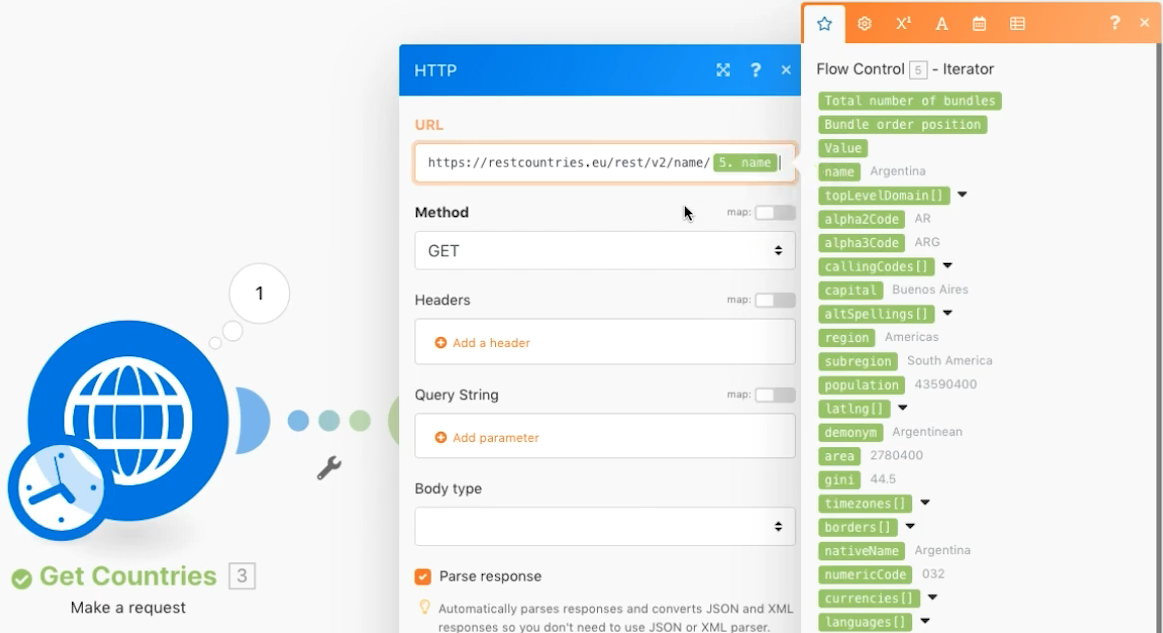 1
Get Countries 3
Make a request
HTTP ?
URL
https://restcountries.eu/rest/v2/name/ 5. name
Method map:
GET
Headers map:
Add a header
Query String map:
Add parameter
Body type
Parse response
Automatically parses responses and converts JSON and XML
responses so you don't need to use JSON or XML parser.
X¹ A ?
Flow Control 5 - Iterator
Total number of bundles
Bundle order position
Value
name Argentina
topLevelDomain[]
alpha2Code AR
alpha3Code ARG
callingCodes[]
capital Buenos Aires
altSpellings[]
region Americas
subregion South America
population 43590400
latlng[]
demonym Argentinean
area 2780400
gini 44.5
timezones[]
borders[]
nativeName Argentina
numericCode 032
currencies[]
languages[]